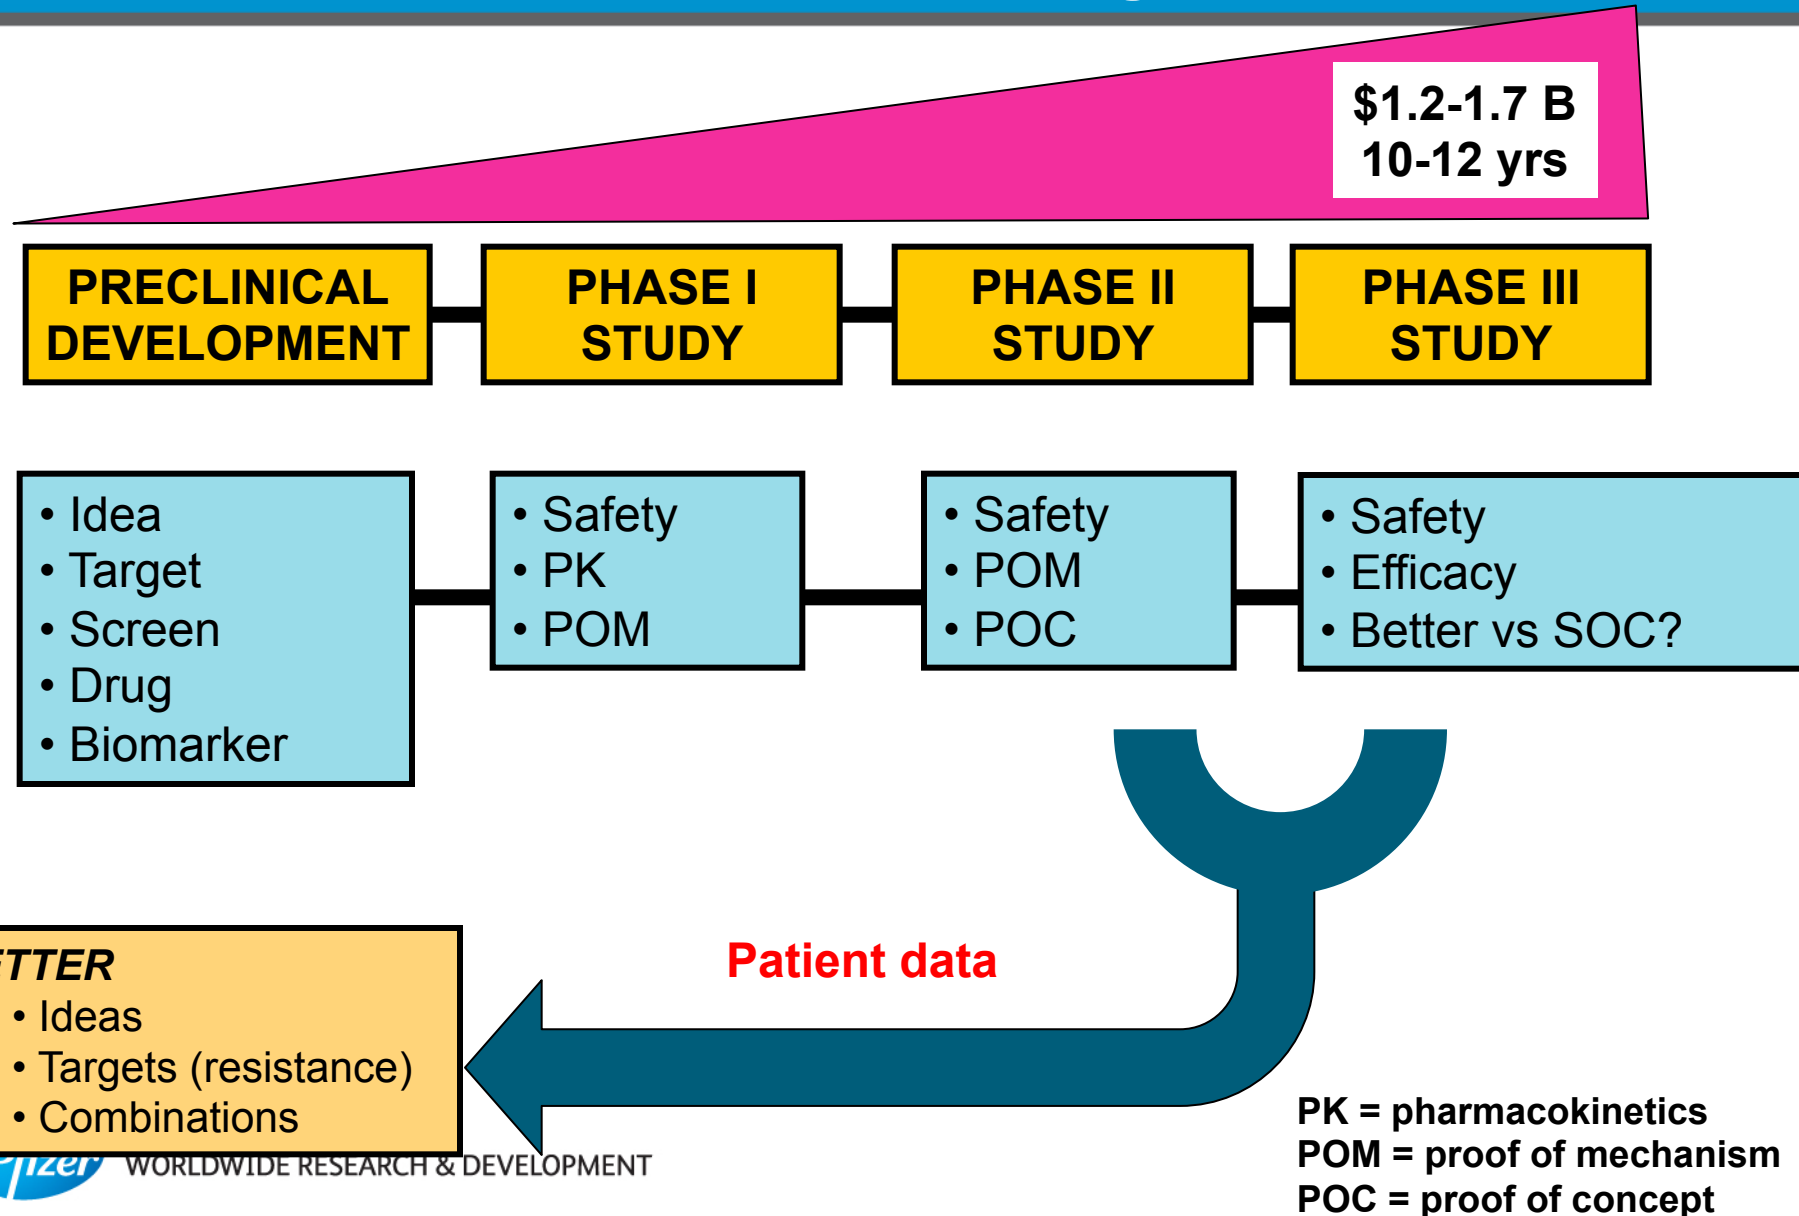 $1.2-1.7 B
10-12 yrs
PRECLINICAL
DEVELOPMENT
PHASE I
STUDY
PHASE II
STUDY
PHASE III
STUDY
• Idea
• Target
• Screen
• Drug
• Biomarker
• Safety
• PK
• POM
• Safety
• POM
• POC
• Safety
• Efficacy
• Better vs SOC?
Patient data
ETTER
• Ideas
• Targets (resistance)
• Combinations
WORLDWIDE RESEARCH & DEVELOPMENT
PK = pharmacokinetics
POM = proof of mechanism
POC = proof of concept